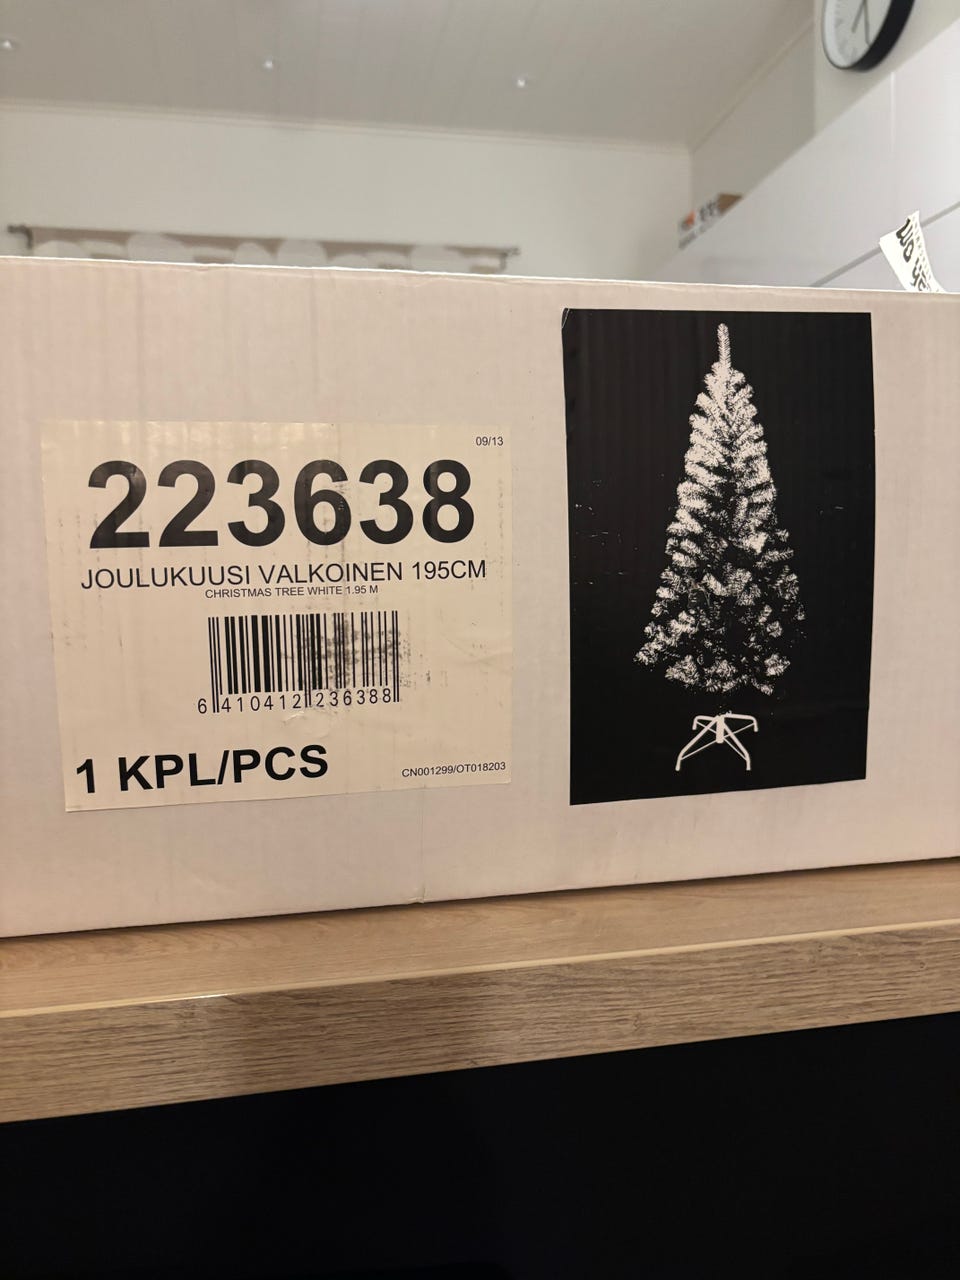 09/13
223638
JOULUKUUSI VALKOINEN 195CM
CHRISTMAS TREE WHITE 1.95 M
6 410412 236388
1 KPL/PCS
CN001299/OT018203